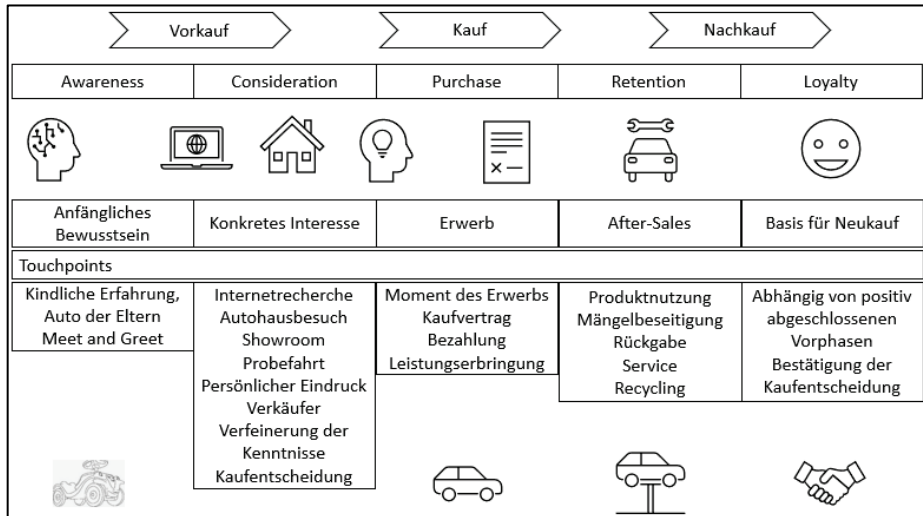 Vorkauf
Kauf
Nachkauf
Awareness
Consideration
Purchase
Retention
Loyalty
Anfängliches
Bewusstsein
Konkretes Interesse
Erwerb
After-Sales
Basis für Neukauf
Touchpoints
Kindliche Erfahrung,
Auto der Eltern
Meet and Greet
Internetrecherche
Autohausbesuch
Showroom
Probefahrt
Persönlicher Eindruck
Verkäufer
Verfeinerung der
Kenntnisse
Kaufentscheidung
Moment des Erwerbs
Kaufvertrag
Bezahlung
Leistungserbringung
Produktnutzung
Mängelbeseitigung
Rückgabe
Service
Recycling
Abhängig von positiv
abgeschlossenen
Vorphasen
Bestätigung der
Kaufentscheidung